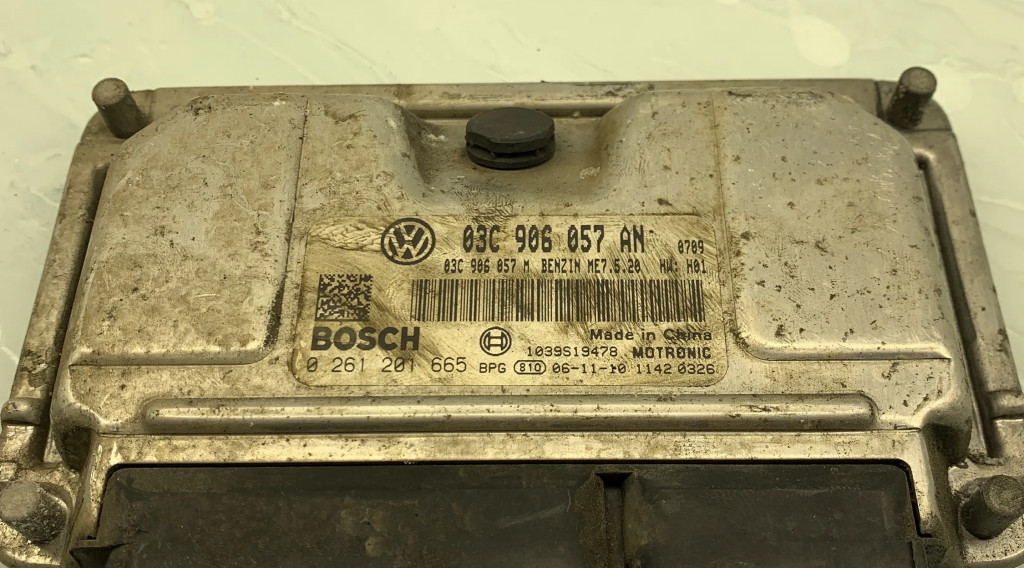 03C 906 057 AN 0709
03C 906 057 M BENZIN ME7.5.20 HW: H01
BOSCH
Made in China
1039S19478 MOTRONIC
0 261 201 665 BPG 810 06-11-10 1142 0326